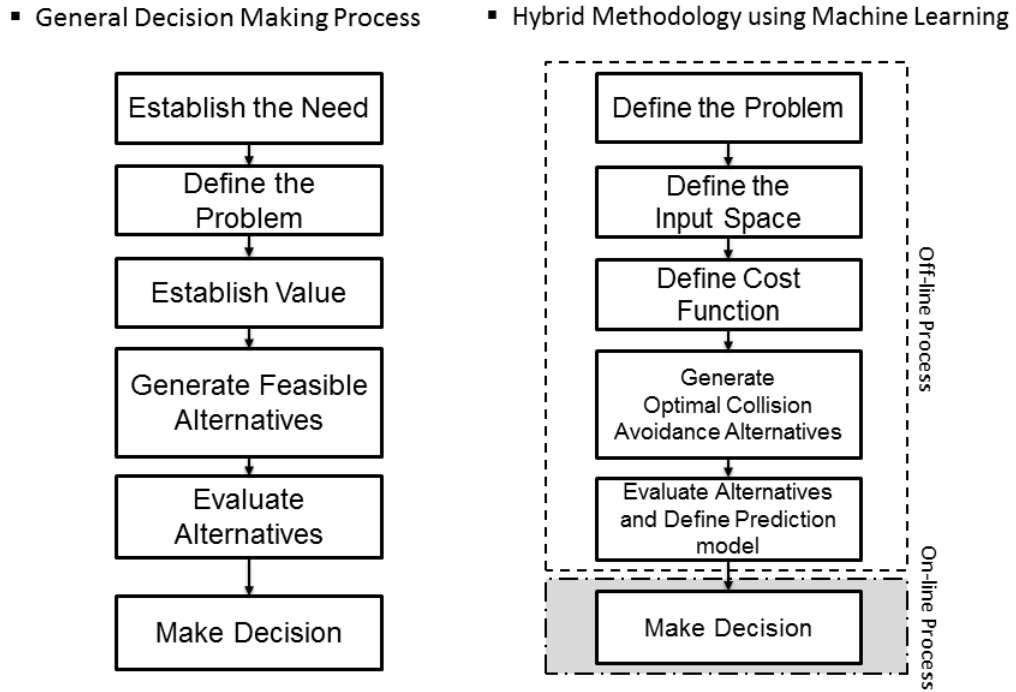 ▪ General Decision Making Process
Establish the Need
Define the
Problem
Establish Value
Generate Feasible
Alternatives
Evaluate
Alternatives
Make Decision
▪ Hybrid Methodology using Machine Learning
Define the Problem
Define the
Input Space
Define Cost
Function
Generate
Optimal Collision
Avoidance Alternatives
Evaluate Alternatives
and Define Prediction
model
Make Decision
Off-line Process
On-line Process